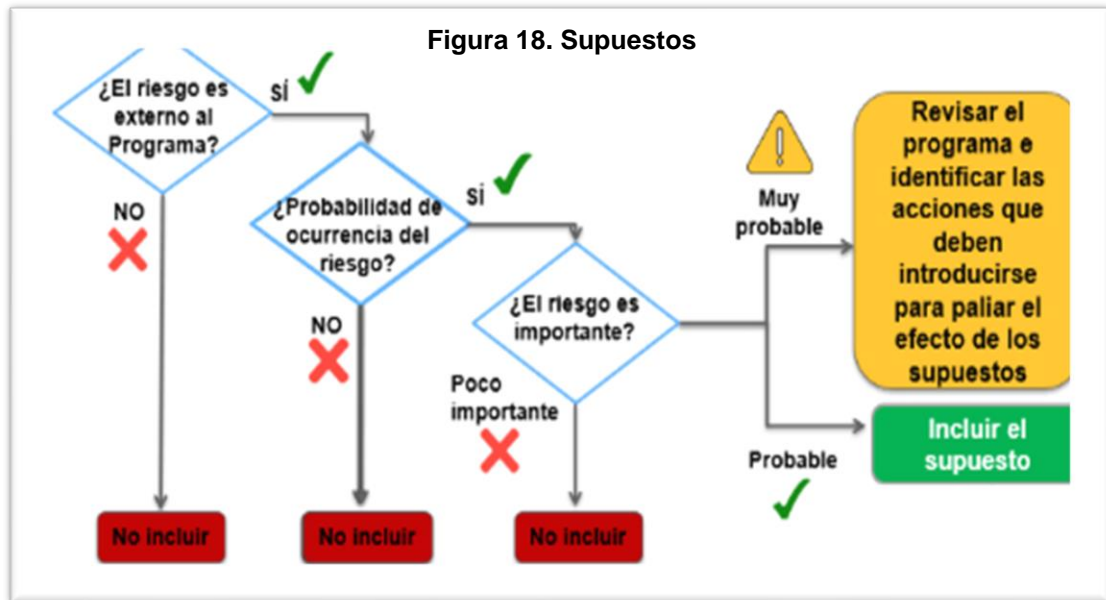 Figura 18. Supuestos
¿El riesgo es
externo al
Programa?
SÍ
NO
¿Probabilidad de
ocurrencia del
riesgo?
SÍ
NO
¿El riesgo es
importante?
Poco
importante
Muy
probable
Probable
Revisar el
programa e
identificar las
acciones que
deben
introducirse
para paliar el
efecto de los
supuestos
Incluir el
supuesto
No incluir
No incluir
No incluir